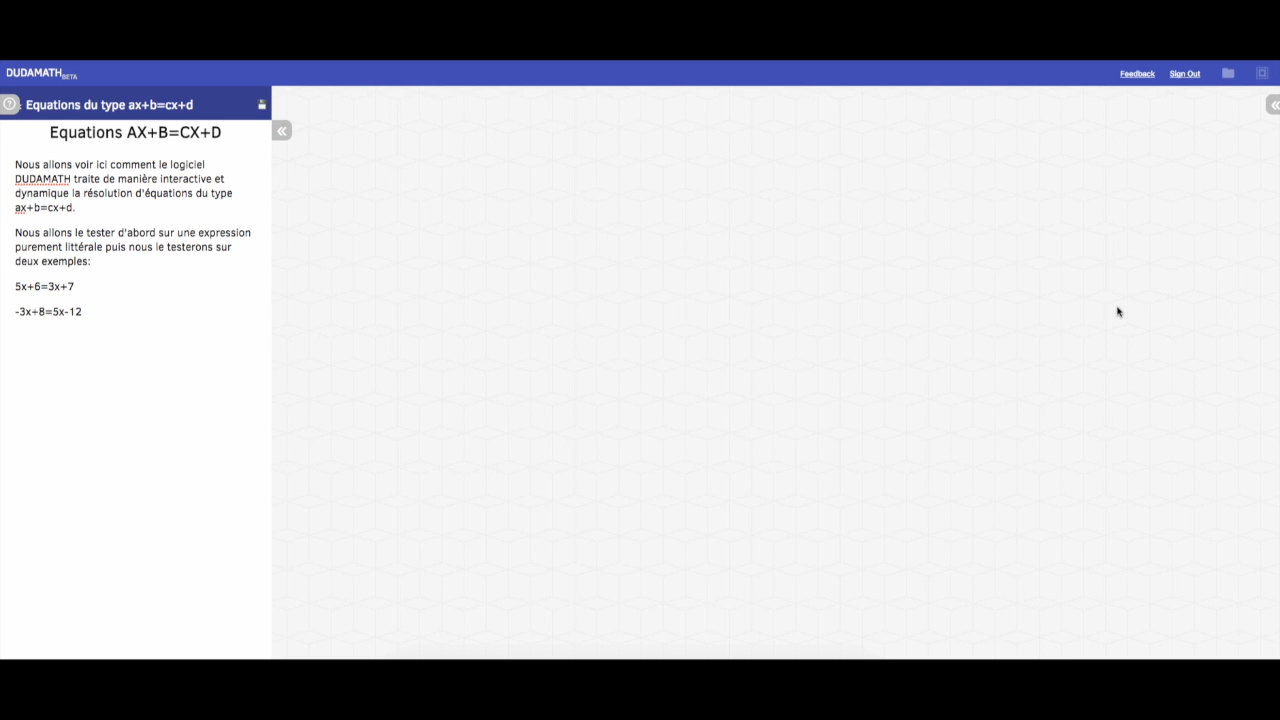 DUDAMATH BETA
Feedback Sign Out
Equations du type ax+b=cx+d
Equations AX+B=CX+D
Nous allons voir ici comment le logiciel
DUDAMATH traite de manière interactive et
dynamique la résolution d'équations du type
ax+b=cx+d.
Nous allons le tester d'abord sur une expression
purement littérale puis nous le testerons sur
deux exemples:
5x+6=3x+7
-3x+8=5x-12